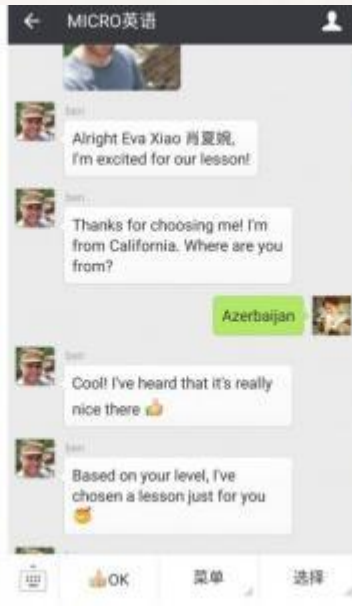 MICRO英语
Alright Eva Xiao 肖夏婉,
I'm excited for our lesson!
Thanks for choosing me! I'm
from California. Where are you
from?
Azerbaijan
Cool! I've heard that it's really
nice there 👍
Based on your level, I've
chosen a lesson just for you
😇
👍OK
菜单
选择